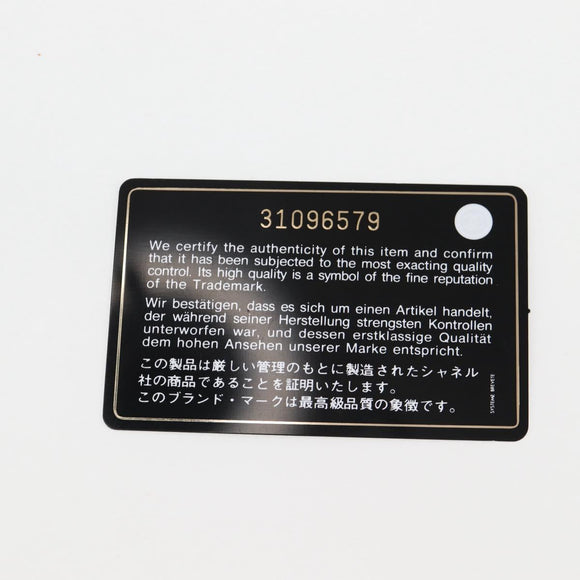 31096579
We certify the authenticity of this item and confirm
that it has been subjected to the most exacting quality
control. Its high quality is a symbol of the fine reputation
of the Trademark.
Wir bestätigen, dass es sich um einen Artikel handelt,
der während seiner Herstellung strengsten Kontrollen
unterworfen war, und dessen erstklassige Qualität
dem hohen Ansehen unserer Marke entspricht.
この製品は厳しい管理のもとに製造されたシャネル
社の商品であることを証明いたします。
このブランド・マークは最高級品質の象徴です。
SYSTEME BREVETE